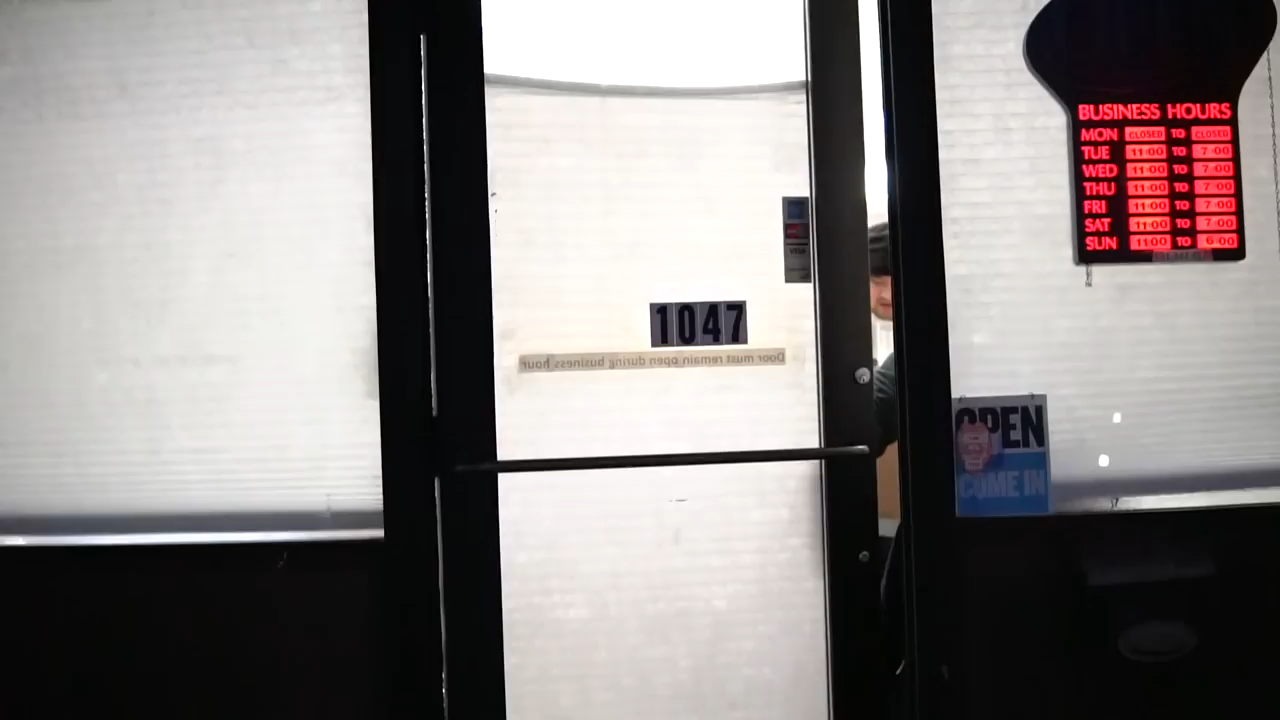 BUSINESS HOURS
MON CLOSED TO CLOSED
TUE 11:00 TO 7:00
WED 11:00 TO 7:00
THU 11:00 TO 7:00
FRI 11:00 TO 7:00
SAT 11:00 TO 7:00
SUN 11:00 TO 6:00
VISA
1047
Door must remain open during business hour
OPEN
COME IN